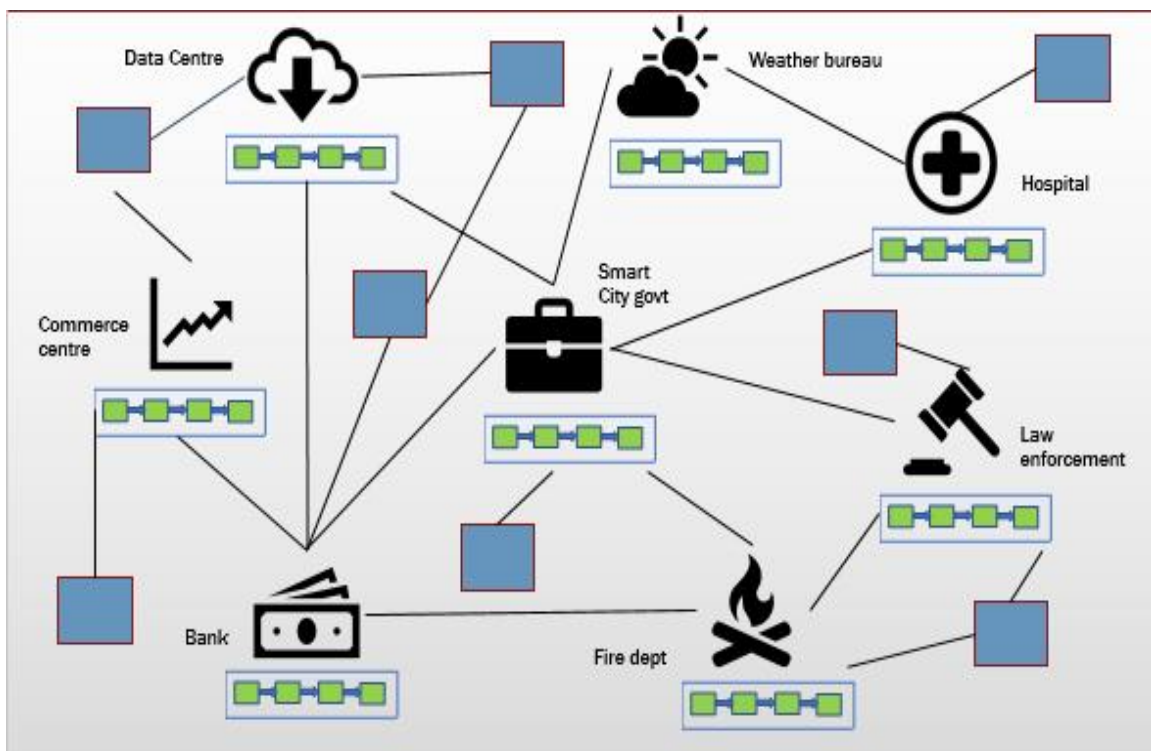 Data Centre
Weather bureau
Hospital
Smart
City govt
Commerce
centre
Law
enforcement
Bank
Fire dept